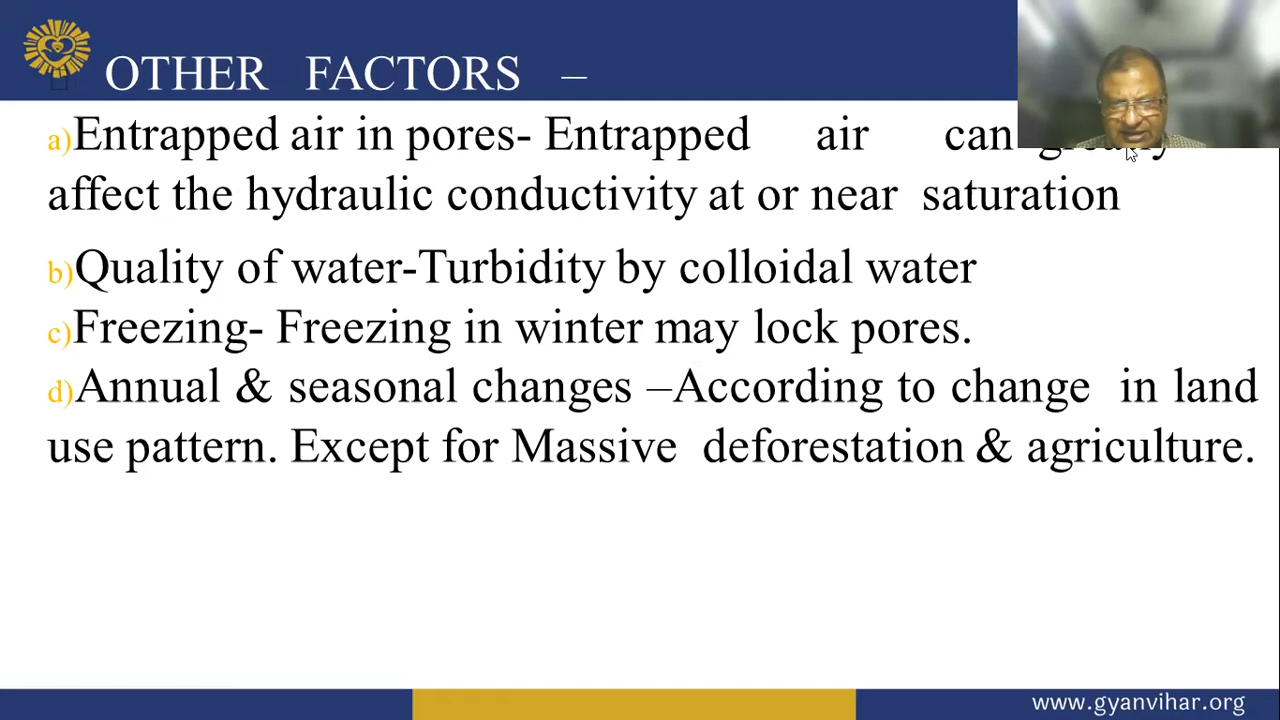 OTHER FACTORS –
a)Entrapped air in pores- Entrapped air can greatly
affect the hydraulic conductivity at or near saturation
b)Quality of water-Turbidity by colloidal water
c)Freezing- Freezing in winter may lock pores.
d)Annual & seasonal changes –According to change in land
use pattern. Except for Massive deforestation & agriculture.
www.gyanvihar.org